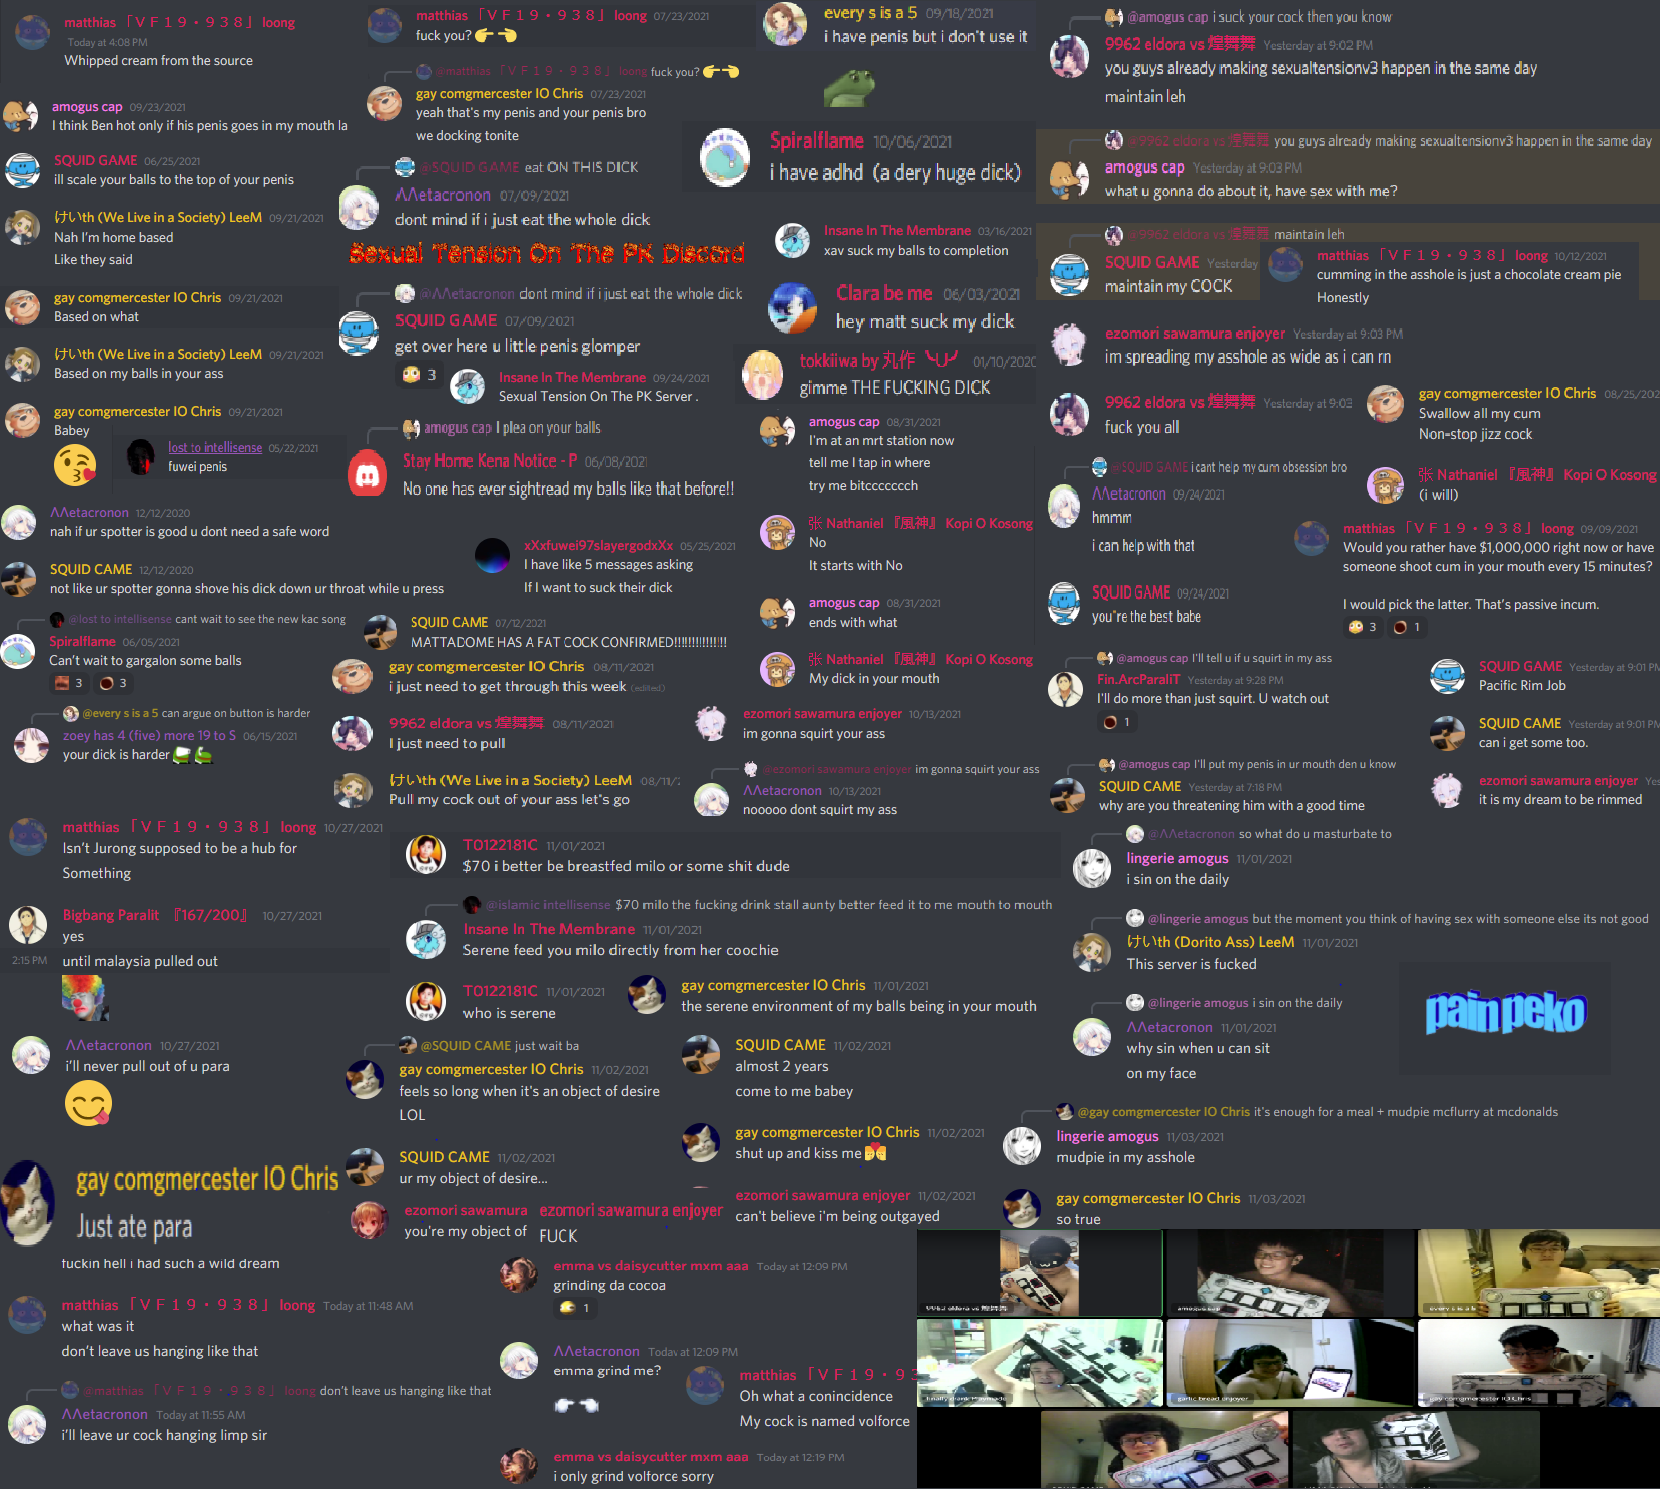 matthias 「ＶＦ１９・９３８」 loong
Today at 4:08 PM
Whipped cream from the source
amogus cap 09/23/2021
I think Ben hot only if his penis goes in my mouth la
SQUID GAME 06/25/2021
ill scale your balls to the top of your penis
けいth (We Live in a Society) LeeM 09/21/2021
Nah I'm home based
Like they said
gay comgmercester IO Chris 09/21/2021
Based on what
けいth (We Live in a Society) LeeM 09/21/2021
Based on my balls in your ass
gay comgmercester IO Chris 09/21/2021
Babey
lost to intellisense 05/22/2021
fuwei penis
ΛΛetacronon 12/12/2020
nah if ur spotter is good u dont need a safe word
SQUID CAME 12/12/2020
not like ur spotter gonna shove his dick down ur throat while u press
@lost to intellisense cant wait to see the new kac song
Spiralflame 06/05/2021
Can't wait to gargalon some balls
3 3
@every s is a 5 can argue on button is harder
zoey has 4 (five) more 19 to S 06/15/2021
your dick is harder
matthias 「ＶＦ１９・９３８」 loong 07/23/2021
fuck you?
@matthias 「ＶＦ１９・９３８」 loong fuck you?
gay comgmercester IO Chris 07/23/2021
yeah that's my penis and your penis bro
we docking tonite
@SQUID GAME eat ON THIS DICK
ΛΛetacronon 07/09/2021
dont mind if i just eat the whole dick
Sexual Tension On The PK Discord
@ΛΛetacronon dont mind if i just eat the whole dick
SQUID GAME 07/09/2021
get over here u little penis glomper
3
Insane In The Membrane 09/24/2021
Sexual Tension On The PK Server .
amogus cap I plea on your balls
Stay Home Kena Notice - P 06/08/2021
No one has ever sightread my balls like that before!!
xXxfuwei97slayergodxXx 05/25/2021
I have like 5 messages asking
If I want to suck their dick
SQUID CAME 07/12/2021
MATTADOME HAS A FAT COCK CONFIRMED!!!!!!!!!!!!!!!
gay comgmercester IO Chris 08/11/2021
i just need to get through this week (edited)
9962 eldora vs 煌舞舞 08/11/2021
I just need to pull
けいth (We Live in a Society) LeeM 08/11/2
Pull my cock out of your ass let's go
every s is a 5 09/18/2021
i have penis but i don't use it
Spiralflame 10/06/2021
i have adhd (a dery huge dick)
Insane In The Membrane 03/16/2021
xav suck my balls to completion
Clara be me 06/03/2021
hey matt suck my dick
tokkiiwa by 丸作 01/10/2020
gimme THE FUCKING DICK
amogus cap 08/31/2021
I'm at an mrt station now
tell me I tap in where
try me bitccccccch
张 Nathaniel 『風神』 Kopi O Kosong
No
It starts with No
amogus cap 08/31/2021
ends with what
张 Nathaniel 『風神』 Kopi O Kosong
My dick in your mouth
ezomori sawamura enjoyer 10/13/2021
im gonna squirt your ass
@ezomori sawamura enjoyer im gonna squirt your ass
ΛΛetacronon 10/13/2021
nooooo dont squirt my ass
@amogus cap i suck your cock then you know
9962 eldora vs 煌舞舞 Yesterday at 9:02 PM
you guys already making sexualtensionv3 happen in the same day
maintain leh
@9962 eldora vs 煌舞舞 you guys already making sexualtensionv3 happen in the same day
amogus cap Yesterday at 9:03 PM
what u gonna do about it, have sex with me?
@9962 eldora vs 煌舞舞 maintain leh
SQUID GAME Yesterday
maintain my COCK
matthias 「ＶＦ１９・９３８」 loong 10/12/2021
cumming in the asshole is just a chocolate cream pie
Honestly
ezomori sawamura enjoyer Yesterday at 9:03 PM
im spreading my asshole as wide as i can rn
9962 eldora vs 煌舞舞 Yesterday at 9:03
fuck you all
gay comgmercester IO Chris 08/25/202
Swallow all my cum
Non-stop jizz cock
@SQUID GAME i cant help my cum obsession bro
ΛΛetacronon 09/24/2021
hmmm
i can help with that
张 Nathaniel 『風神』 Kopi O Kosong
(i will)
SQUID GAME 09/24/2021
you're the best babe
matthias 「ＶＦ１９・９３８」 loong 09/09/2021
Would you rather have $1,000,000 right now or have
someone shoot cum in your mouth every 15 minutes?
I would pick the latter. That's passive incum.
3 1
@amogus cap I'll tell u if u squirt in my ass
Fin.ArcParaliT Yesterday at 9:28 PM
I'll do more than just squirt. U watch out
1
SQUID GAME Yesterday at 9:01 P
Pacific Rim Job
SQUID CAME Yesterday at 9:01
can i get some too.
@amogus cap I'll put my penis in ur mouth den u know
SQUID CAME Yesterday at 7:18 PM
why are you threatening him with a good time
ezomori sawamura enjoyer Yes
it is my dream to be rimmed
matthias 「ＶＦ１９・９３８」 loong 10/27/2021
Isn't Jurong supposed to be a hub for
Something
Bigbang Paralit 『167/200』 10/27/2021
yes
2:15 PM until malaysia pulled out
ΛΛetacronon 10/27/2021
i'll never pull out of u para
gay comgmercester IO Chris
Just ate para
fuckin hell i had such a wild dream
matthias 「ＶＦ１９・９３８」 loong Today at 11:48 AM
what was it
don't leave us hanging like that
@matthias 「ＶＦ１９・９３８」 loong don't leave us hanging like that
ΛΛetacronon Today at 11:55 AM
i'll leave ur cock hanging limp sir
T0122181C 11/01/2021
$70 i better be breastfed milo or some shit dude
@islamic intellisense $70 milo the fucking drink stall aunty better feed it to me mouth to mouth
Insane In The Membrane 11/01/2021
Serene feed you milo directly from her coochie
T0122181C 11/01/2021
who is serene
gay comgmercester IO Chris 11/01/2021
the serene environment of my balls being in your mouth
@SQUID CAME just wait ba
gay comgmercester IO Chris 11/02/2021
feels so long when it's an object of desire
LOL
SQUID CAME 11/02/2021
ur my object of desire...
ezomori sawamura
you're my object of
ezomori sawamura enjoyer
FUCK
SQUID CAME 11/02/2021
almost 2 years
come to me babey
gay comgmercester IO Chris 11/02/2021
shut up and kiss me
ezomori sawamura enjoyer 11/02/2021
can't believe i'm being outgayed
@ΛΛetacronon so what do u masturbate to
lingerie amogus 11/01/2021
i sin on the daily
@lingerie amogus but the moment you think of having sex with someone else its not good
けいth (Dorito Ass) LeeM 11/01/2021
This server is fucked
@lingerie amogus i sin on the daily
ΛΛetacronon 11/01/2021
why sin when u can sit
on my face
pain peko
@gay comgmercester IO Chris it's enough for a meal + mudpie mcflurry at mcdonalds
lingerie amogus 11/03/2021
mudpie in my asshole
gay comgmercester IO Chris 11/03/2021
so true
emma vs daisycutter mxm aaa Today at 12:09 PM
grinding da cocoa
1
ΛΛetacronon Today at 12:09 PM
emma grind me?
matthias 「ＶＦ１９・９３
Oh what a conincidence
My cock is named volforce
emma vs daisycutter mxm aaa Today at 12:19 PM
i only grind volforce sorry
9962 eldora vs 煌舞舞
amogus cap
every s is a 5
garlic bread enjoyer
gay comgmercester IO Chris